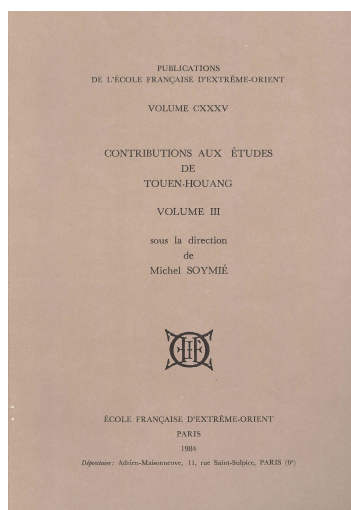 PUBLICATIONS
DE L'ÉCOLE FRANÇAISE D'EXTRÊME-ORIENT
VOLUME CXXXV
CONTRIBUTIONS AUX ÉTUDES
DE
TOUEN-HOUANG
VOLUME III
sous la direction
de
Michel SOYMIÉ
ÉCOLE FRANÇAISE D'EXTRÊME-ORIENT
PARIS
1984
Dépositaire: Adrien-Maisonneuve, 11, rue Saint-Sulpice, PARIS (6e)